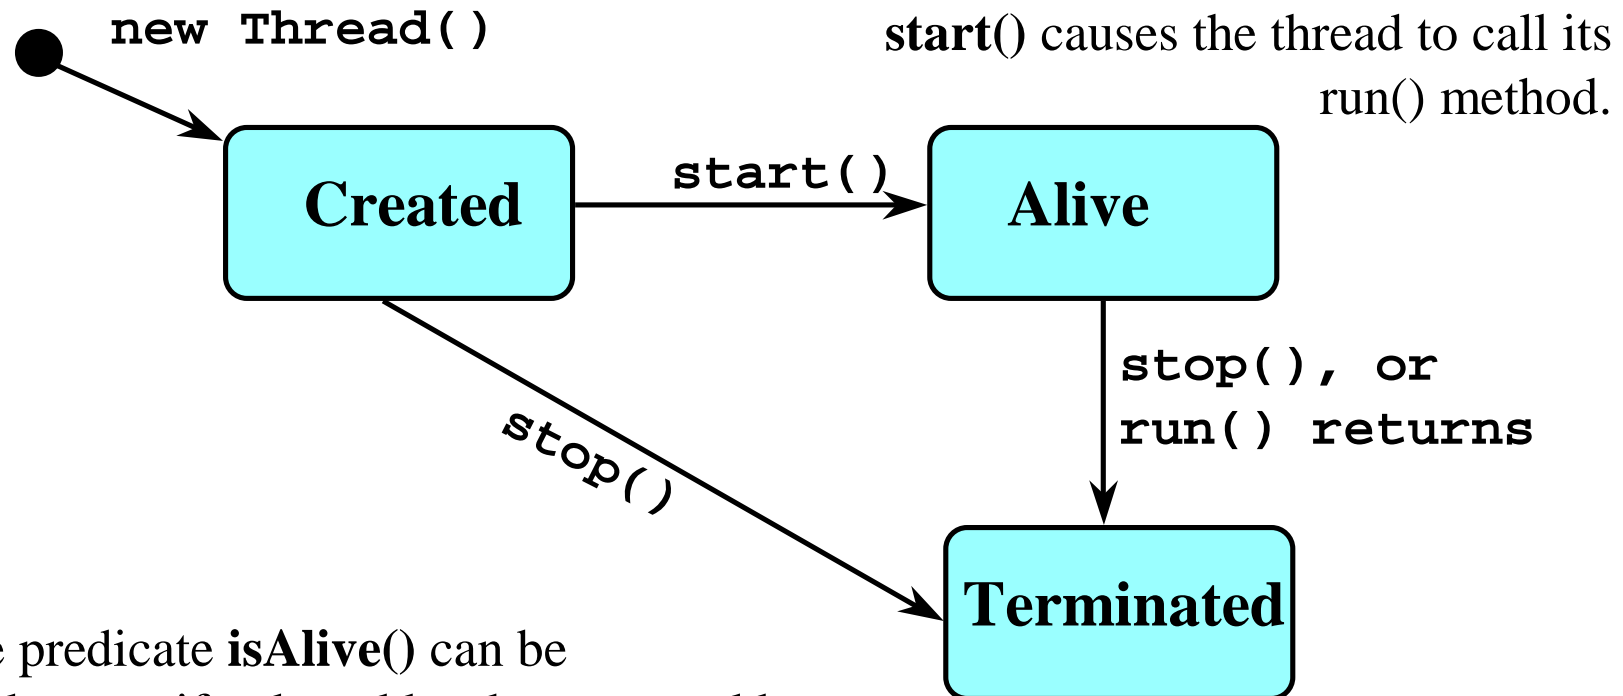 new Thread()
start() causes the thread to call its
run() method.
start()
Created
Alive
stop(), or
run() returns
stop()
Terminated
predicate isAlive() can be